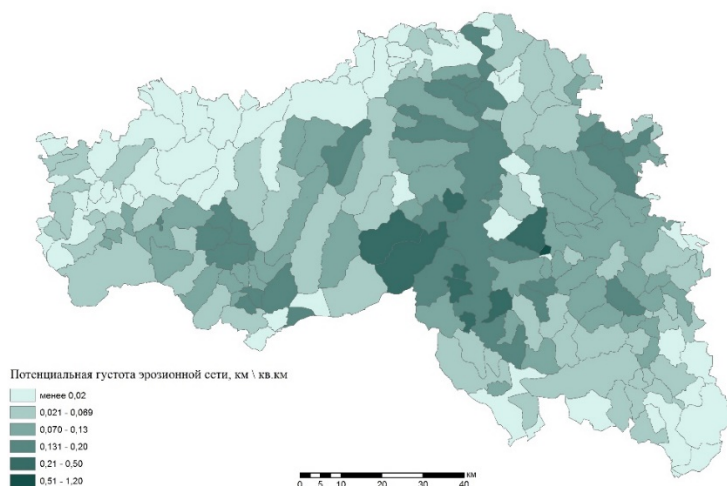 Потенциальная густота эрозионной сети, км \ кв.км
менее 0,02
0,021 - 0,069
0,070 - 0,13
0,131 - 0,20
0,21 - 0,50
0,51 - 1,20
км
0 5 10 20 30 40